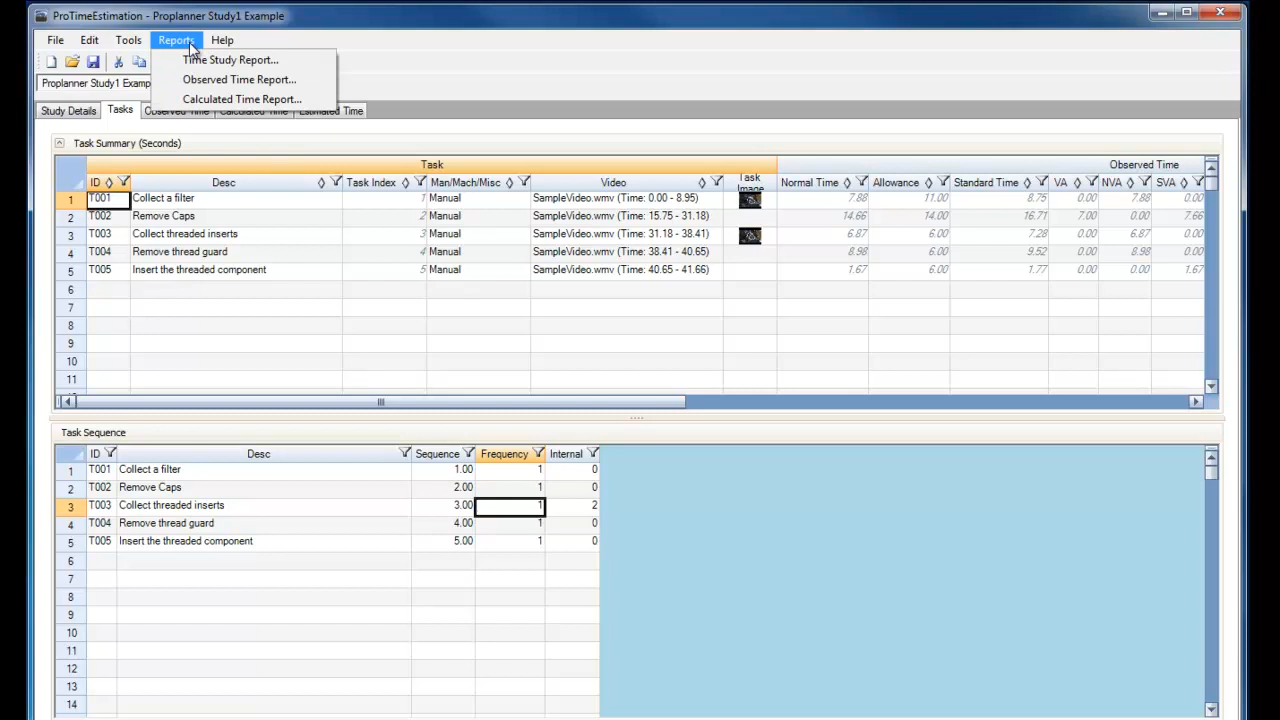 ProTimeEstimation - Proplanner Study1 Example
File Edit Tools Reports Help
Time Study Report...
Observed Time Report...
Calculated Time Report...
Proplanner Study1 Examp
Study Details Tasks Observed Time Calculated Time Estimated Time
Task Summary (Seconds)
Task Observed Time
ID Desc Task Index Man/Mach/Misc Video Task Image Normal Time Allowance Standard Time VA NVA SVA
1 T001 Collect a filter 1 Manual SampleVideo.wmv (Time: 0.00 - 8.95) 7.88 11.00 8.75 0.00 7.88 0.00
2 T002 Remove Caps 2 Manual SampleVideo.wmv (Time: 15.75 - 31.18) 14.66 14.00 16.71 7.00 0.00 7.66
3 T003 Collect threaded inserts 3 Manual SampleVideo.wmv (Time: 31.18 - 38.41) 6.87 6.00 7.28 0.00 6.87 0.00
4 T004 Remove thread guard 4 Manual SampleVideo.wmv (Time: 38.41 - 40.65) 8.98 6.00 9.52 0.00 8.98 0.00
5 T005 Insert the threaded component 5 Manual SampleVideo.wmv (Time: 40.65 - 41.66) 1.67 6.00 1.77 0.00 0.00 1.67
6
7
8
9
10
11
Task Sequence
ID Desc Sequence Frequency Internal
1 T001 Collect a filter 1.00 1 0
2 T002 Remove Caps 2.00 1 0
3 T003 Collect threaded inserts 3.00 1 2
4 T004 Remove thread guard 4.00 1 0
5 T005 Insert the threaded component 5.00 1 0
6
7
8
9
10
11
12
13
14